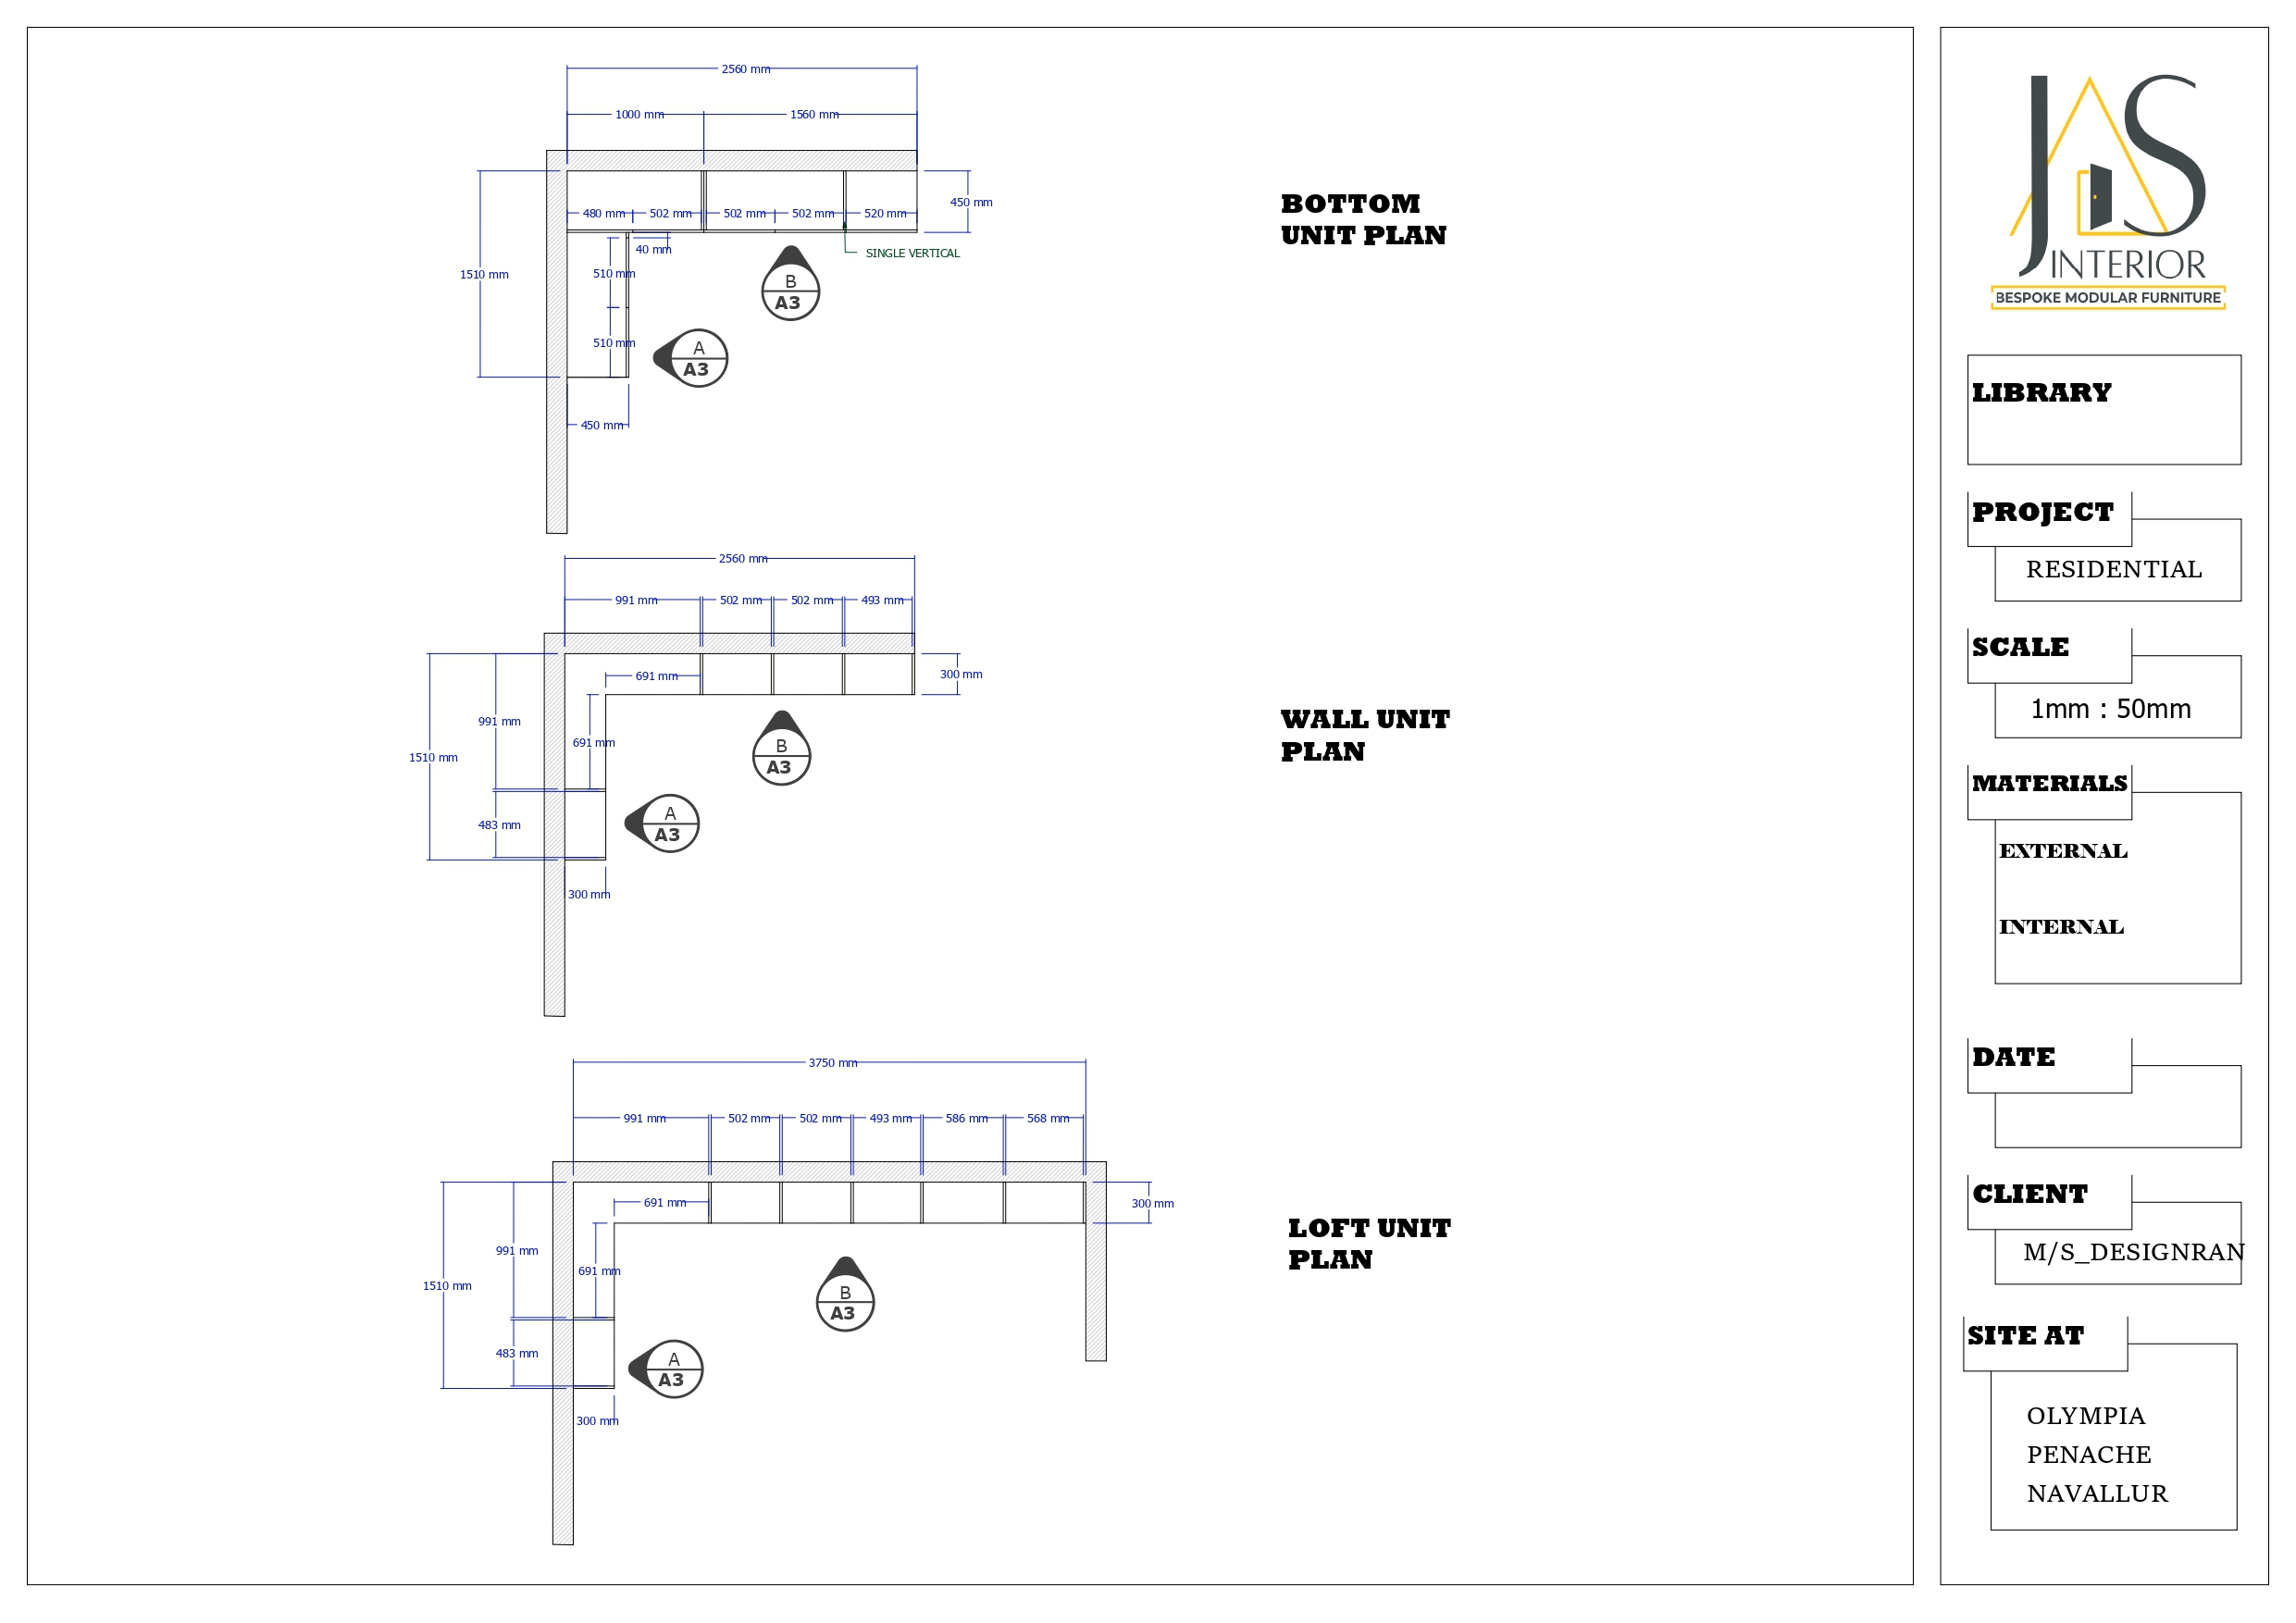 2560 mm
1000 mm
1560 mm
450 mm
480 mm
502 mm
502 mm
502 mm
520 mm
40 mm
SINGLE VERTICAL
1510 mm
510 mm
510 mm
B
A3
A
A3
450 mm
BOTTOM
UNIT PLAN
2560 mm
991 mm
502 mm
502 mm
493 mm
300 mm
691 mm
991 mm
691 mm
1510 mm
483 mm
B
A3
A
A3
300 mm
WALL UNIT
PLAN
3750 mm
991 mm
502 mm
502 mm
493 mm
586 mm
568 mm
691 mm
300 mm
991 mm
691 mm
1510 mm
483 mm
B
A3
A
A3
300 mm
LOFT UNIT
PLAN
JAS
INTERIOR
BESPOKE MODULAR FURNITURE
LIBRARY
PROJECT
RESIDENTIAL
SCALE
1mm : 50mm
MATERIALS
EXTERNAL
INTERNAL
DATE
CLIENT
M/S_DESIGNRAN
SITE AT
OLYMPIA
PENACHE
NAVALLUR